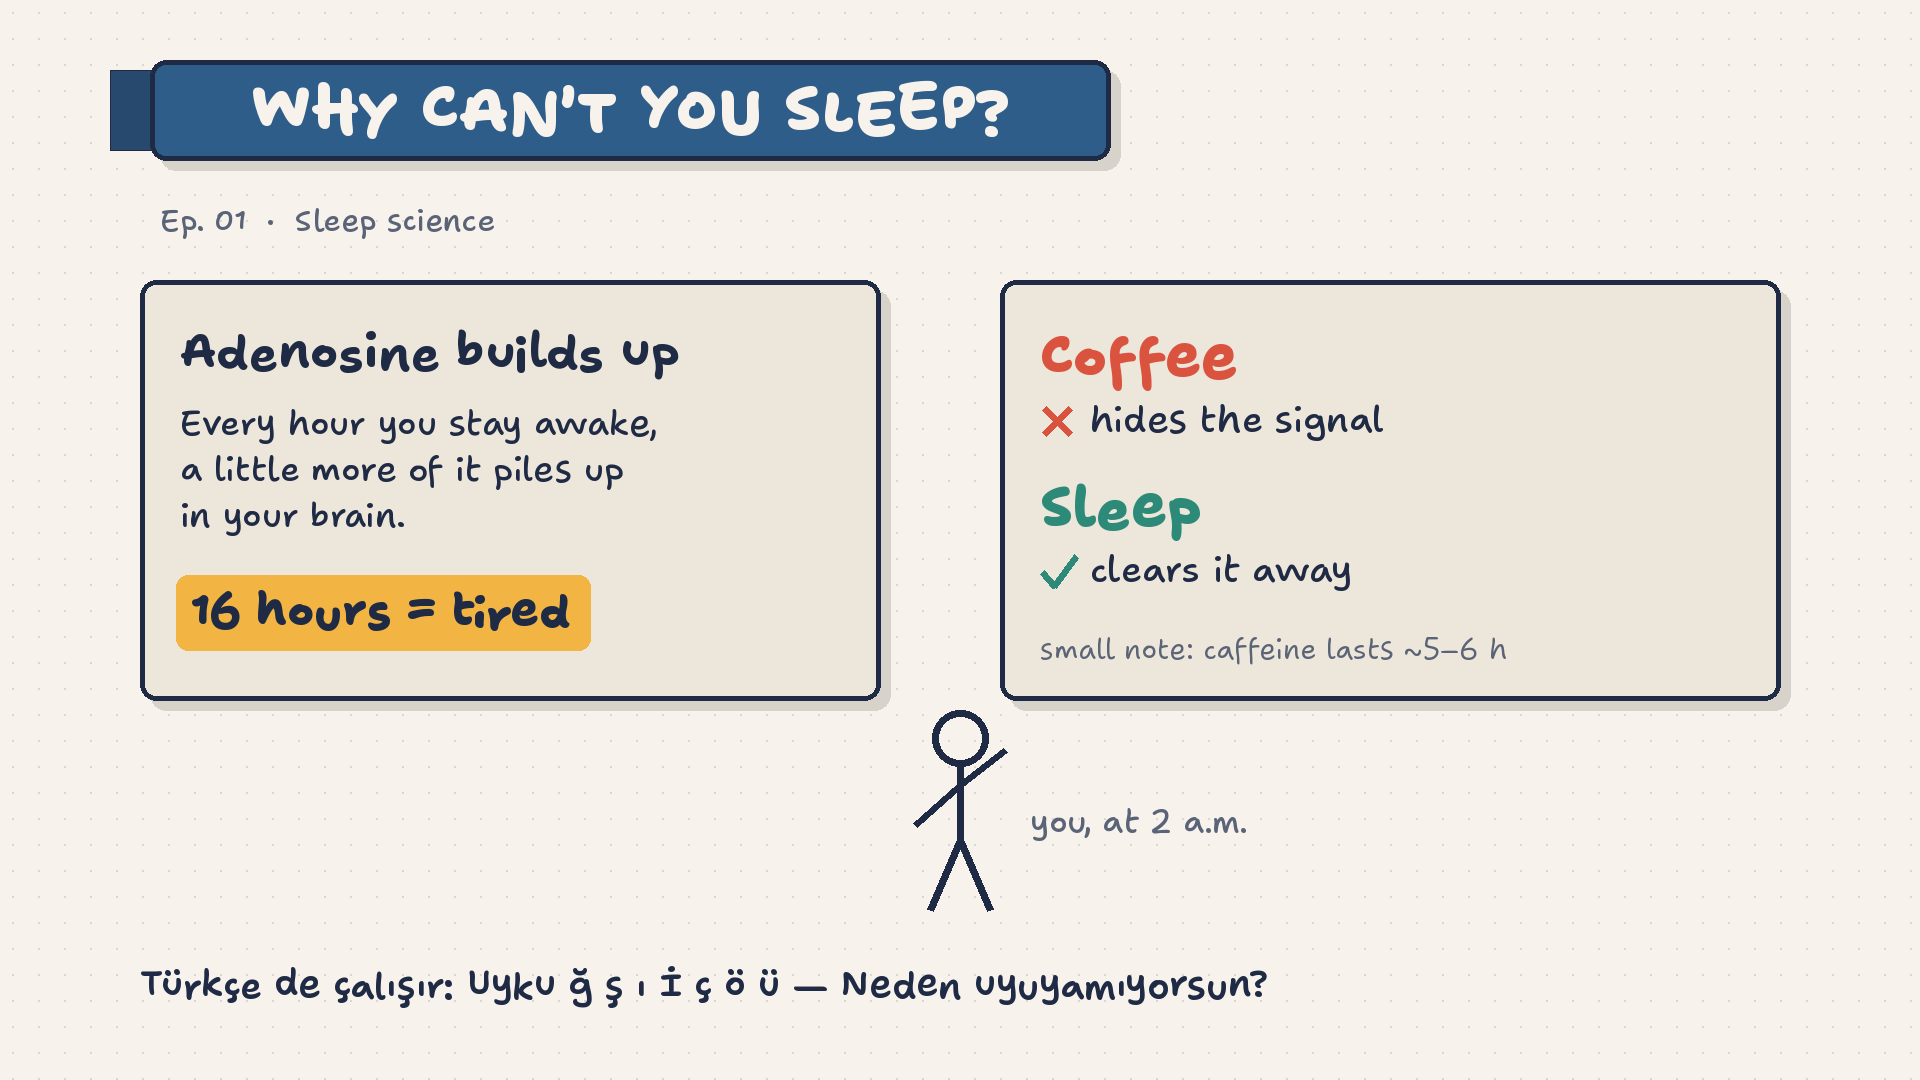 WHY CAN'T YOU SLEEP?
Ep. 01 · Sleep science
Adenosine builds up
Every hour you stay awake,
a little more of it piles up
in your brain.
16 hours = tired
Coffee
✕ hides the signal
Sleep
✓ clears it away
small note: caffeine lasts ~5–6 h
you, at 2 a.m.
Türkçe de çalışır: Uyku ğ ş ı İ ç ö ü — Neden uyuyamıyorsun?